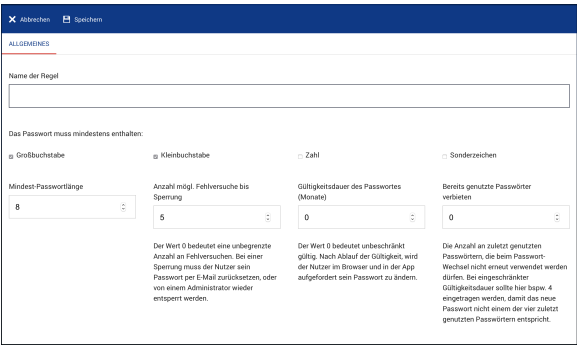 Abbrechen Speichern
ALLGEMEINES
Name der Regel
Das Passwort muss mindestens enthalten:
Großbuchstabe Kleinbuchstabe Zahl Sonderzeichen
Mindest-Passwortlänge
8
Anzahl mögl. Fehlversuche bis
Sperrung
5
Der Wert 0 bedeutet eine unbegrenzte
Anzahl an Fehlversuchen. Bei einer
Sperrung muss der Nutzer sein
Passwort per E-Mail zurücksetzen, oder
von einem Administrator wieder
entsperrt werden.
Gültigkeitsdauer des Passwortes
(Monate)
0
Der Wert 0 bedeutet unbeschränkt
gültig. Nach Ablauf der Gültigkeit, wird
der Nutzer im Browser und in der App
aufgefordert sein Passwort zu ändern.
Bereits genutzte Passwörter
verbieten
0
Die Anzahl an zuletzt genutzten
Passwörtern, die beim Passwort-
Wechsel nicht erneut verwendet werden
dürfen. Bei eingeschränkter
Gültigkeitsdauer sollte hier bspw. 4
eingetragen werden, damit das neue
Passwort nicht einem der vier zuletzt
genutzten Passwörtern entspricht.